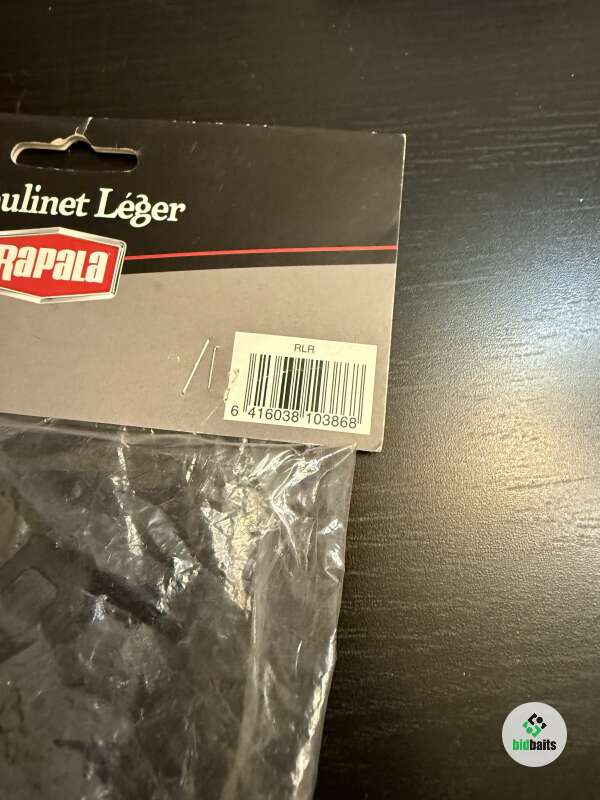 ulinet Léger
RAPALA
RLR
6 416038 103868
bidbaits